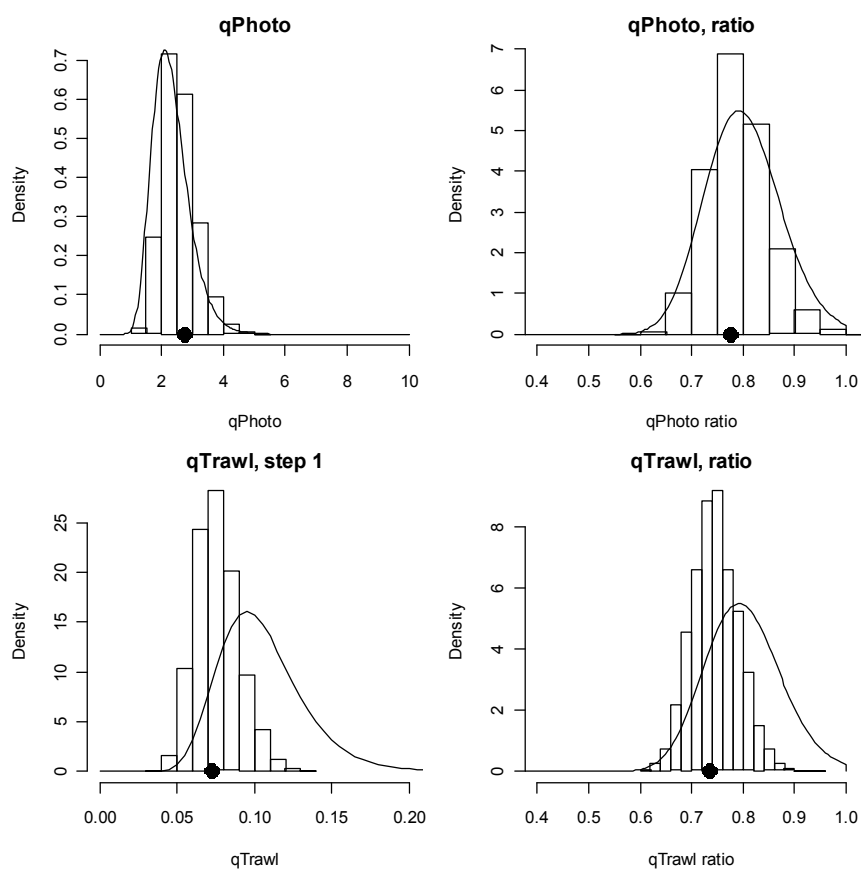 qPhoto
Density
0.0 0.1 0.2 0.3 0.4 0.5 0.6 0.7
0 2 4 6 8 10
qPhoto
qPhoto, ratio
Density
0 1 2 3 4 5 6 7
0.4 0.5 0.6 0.7 0.8 0.9 1.0
qPhoto ratio
qTrawl, step 1
Density
0 5 10 15 20 25
0.00 0.05 0.10 0.15 0.20
qTrawl
qTrawl, ratio
Density
0 2 4 6 8
0.4 0.5 0.6 0.7 0.8 0.9 1.0
qTrawl ratio